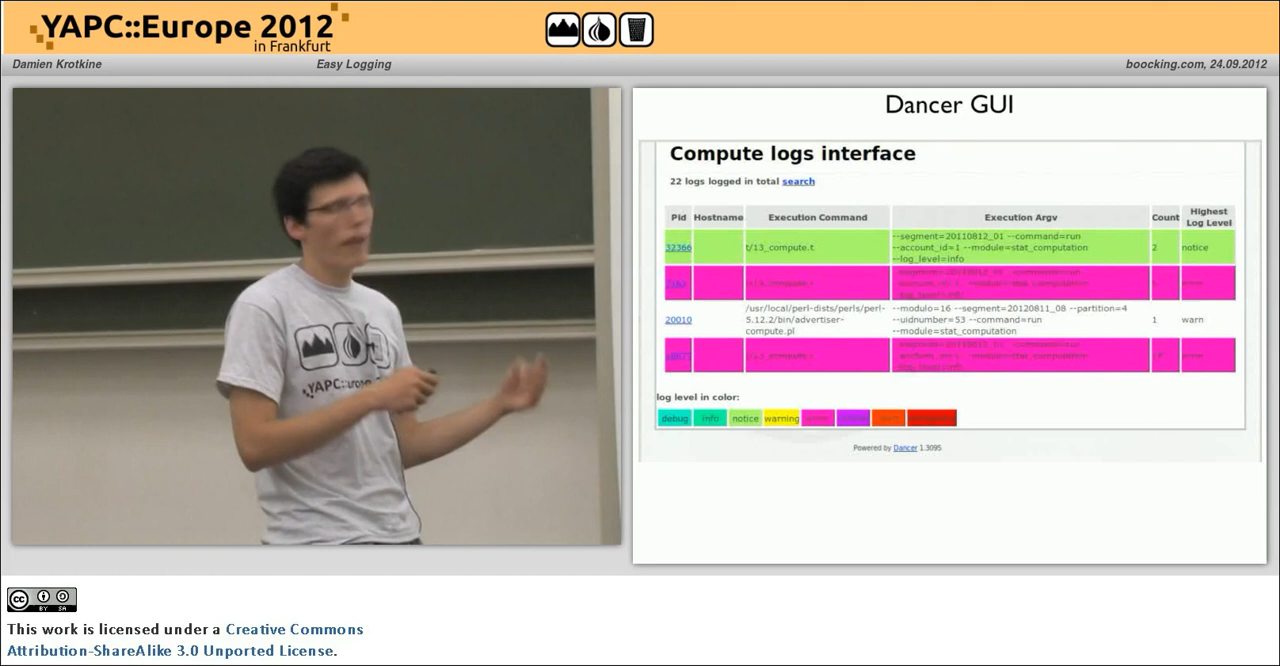 YAPC::Europe 2012
in Frankfurt
Damien Krotkine
Easy Logging
boocking.com, 24.09.2012
YAPC::Europe
Dancer GUI
Compute logs interface
22 logs logged in total search
Pid Hostname Execution Command Execution Argv Count Highest
Log Level
--segment=20110812_01 --command=run
32366 t/13_compute.t --account_id=1 --module=stat_computation 2 notice
--log_level=info
/usr/local/perl-dists/perls/perl- --modulo=16 --segment=20120811_08 --partition=4
20010 5.12.2/bin/advertiser- --uidnumber=53 --command=run 1 warn
compute.pl --module=stat_computation
log level in color:
debug info notice warning
Powered by Dancer 1.3095
cc BY SA
This work is licensed under a Creative Commons
Attribution-ShareAlike 3.0 Unported License.